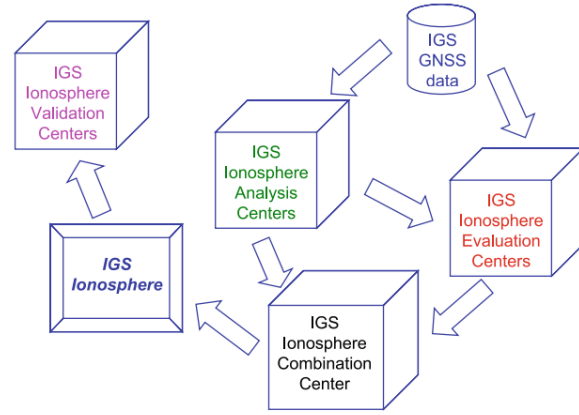 IGS
Ionosphere
Validation
Centers
IGS
GNSS
data
IGS
Ionosphere
Analysis
Centers
IGS
Ionosphere
Evaluation
Centers
IGS
Ionosphere
IGS
Ionosphere
Combination
Center